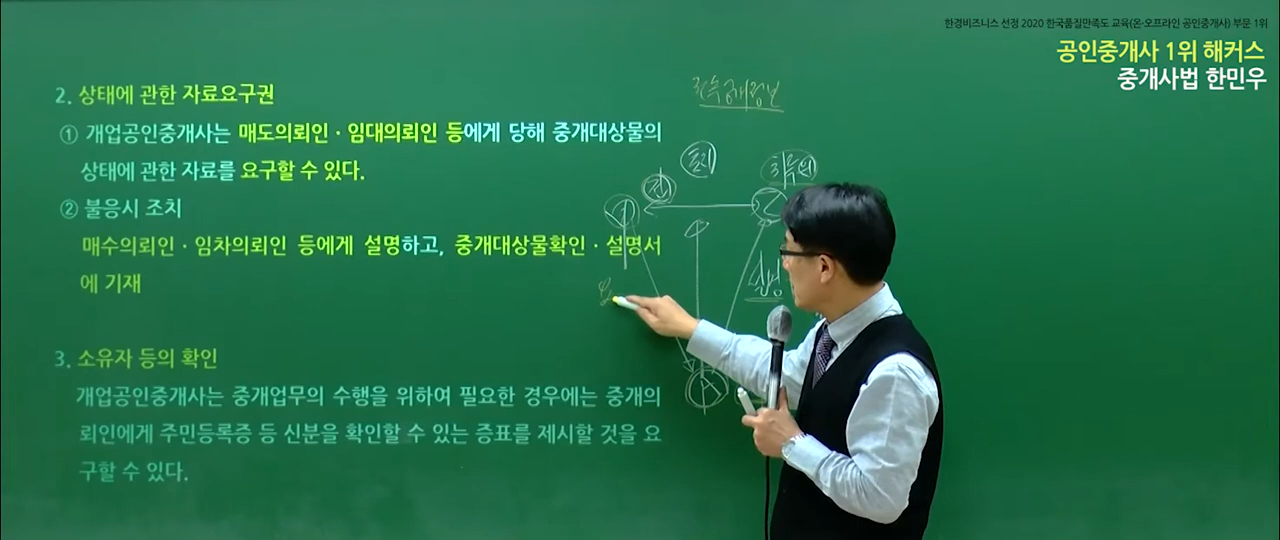 한경비즈니스 선정 2020 한국품질만족도 교육(온·오프라인 공인중개사) 부문 1위
공인중개사 1위 해커스
중개사법 한민우
2. 상태에 관한 자료요구권
① 개업공인중개사는 매도의뢰인 · 임대의뢰인 등에게 당해 중개대상물의
상태에 관한 자료를 요구할 수 있다.
② 불응시 조치
매수의뢰인 · 임차의뢰인 등에게 설명하고, 중개대상물확인 · 설명서
에 기재
3. 소유자 등의 확인
개업공인중개사는 중개업무의 수행을 위하여 필요한 경우에는 중개의
뢰인에게 주민등록증 등 신분을 확인할 수 있는 증표를 제시할 것을 요
구할 수 있다.
A